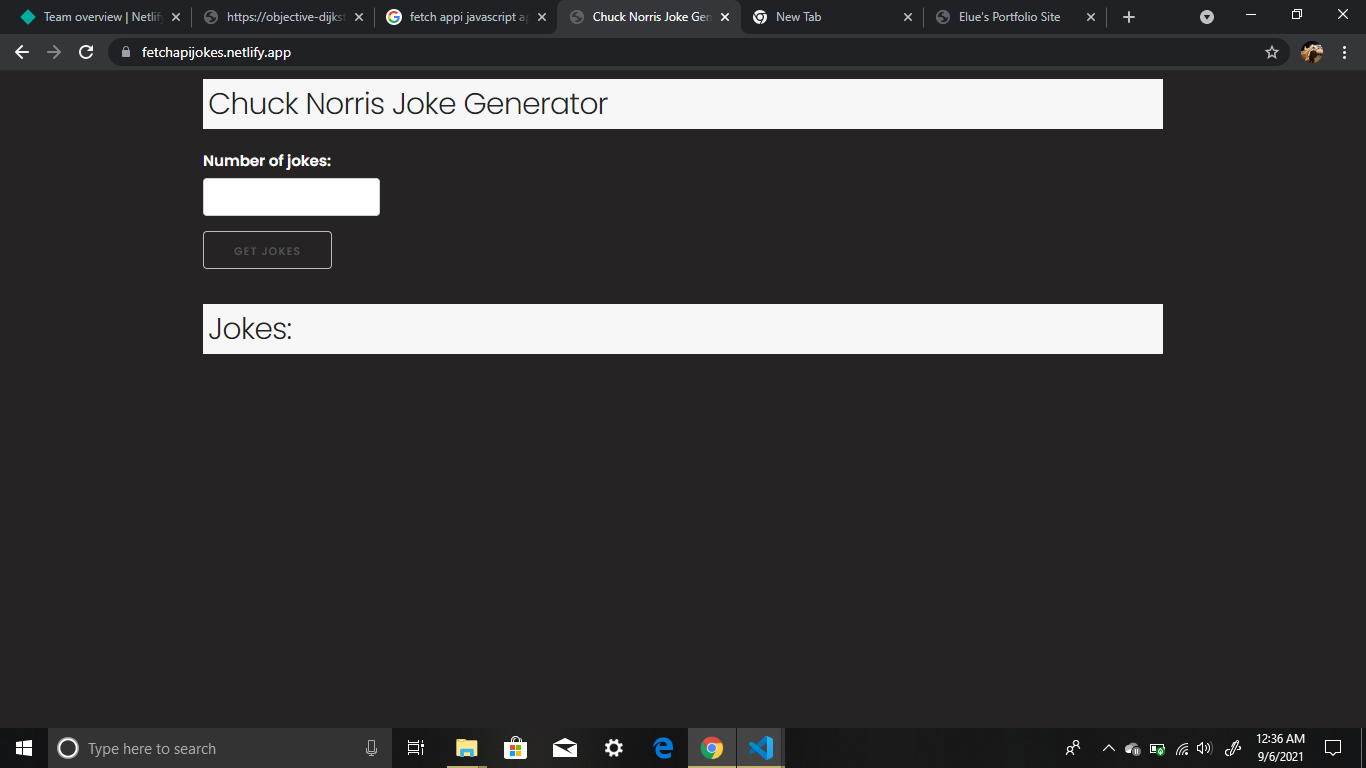 Team overview | Netlify
https://objective-dijkst
fetch appi javascript ap
Chuck Norris Joke Gen
New Tab
Elue's Portfolio Site
fetchapijokes.netlify.app
Chuck Norris Joke Generator
Number of jokes:
GET JOKES
Jokes:
Type here to search
12:36 AM
9/6/2021